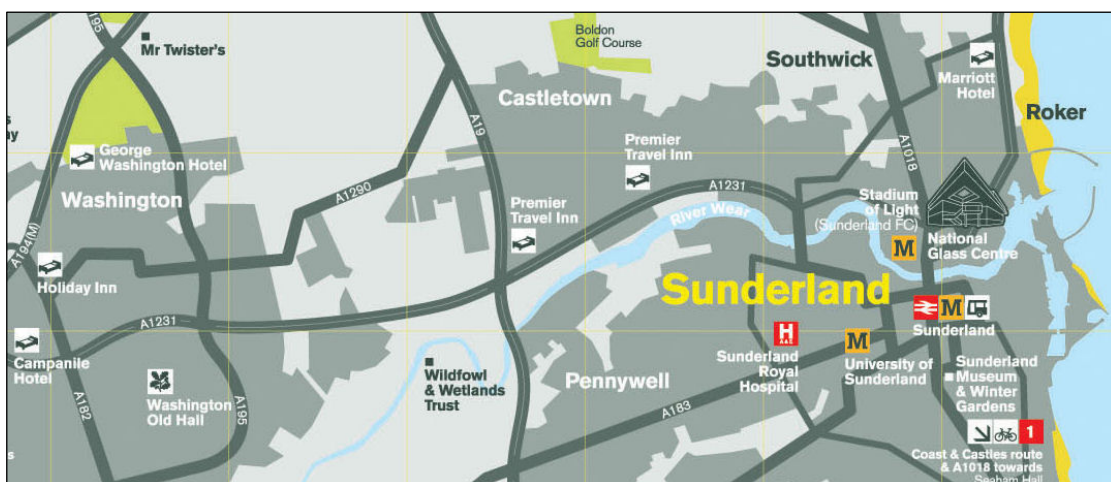 195
Mr Twister's
Boldon
Golf Course
Southwick
Marriott
Hotel
Roker
Castletown
A19
A1018
George
Washington Hotel
Washington
Premier
Travel Inn
A1231
A1290
Premier
Travel Inn
River Wear
Stadium
of Light
(Sunderland FC)
M
National
Glass Centre
A194(M)
Holiday Inn
Sunderland
A1231
M
Sunderland
Campanile
Hotel
H
A&E
Sunderland
Royal
Hospital
M
University of
Sunderland
Sunderland
Museum
& Winter
Gardens
Wildfowl
& Wetlands
Trust
Pennywell
Washington
Old Hall
A182
A195
A183
1
Coast & Castles route
& A1018 towards
Seaham Hall
s
ay
s